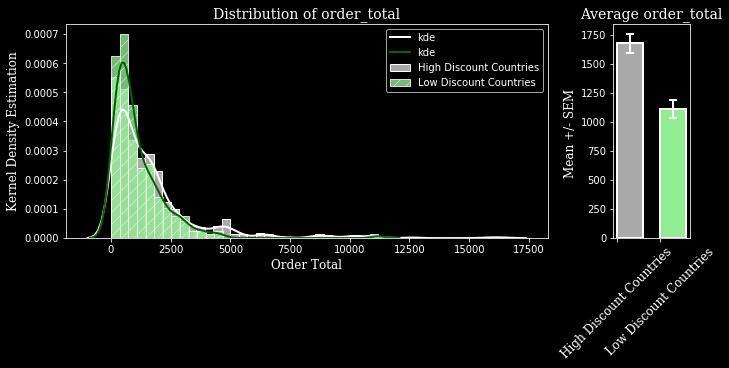 Distribution of order_total
Kernel Density Estimation
0.0007
0.0006
0.0005
0.0004
0.0003
0.0002
0.0001
0.0000
0
2500
5000
7500
10000
12500
15000
17500
Order Total
kde
kde
High Discount Countries
Low Discount Countries
Average order_total
Mean +/- SEM
1750
1500
1250
1000
750
500
250
0
High Discount Countries
Low Discount Countries